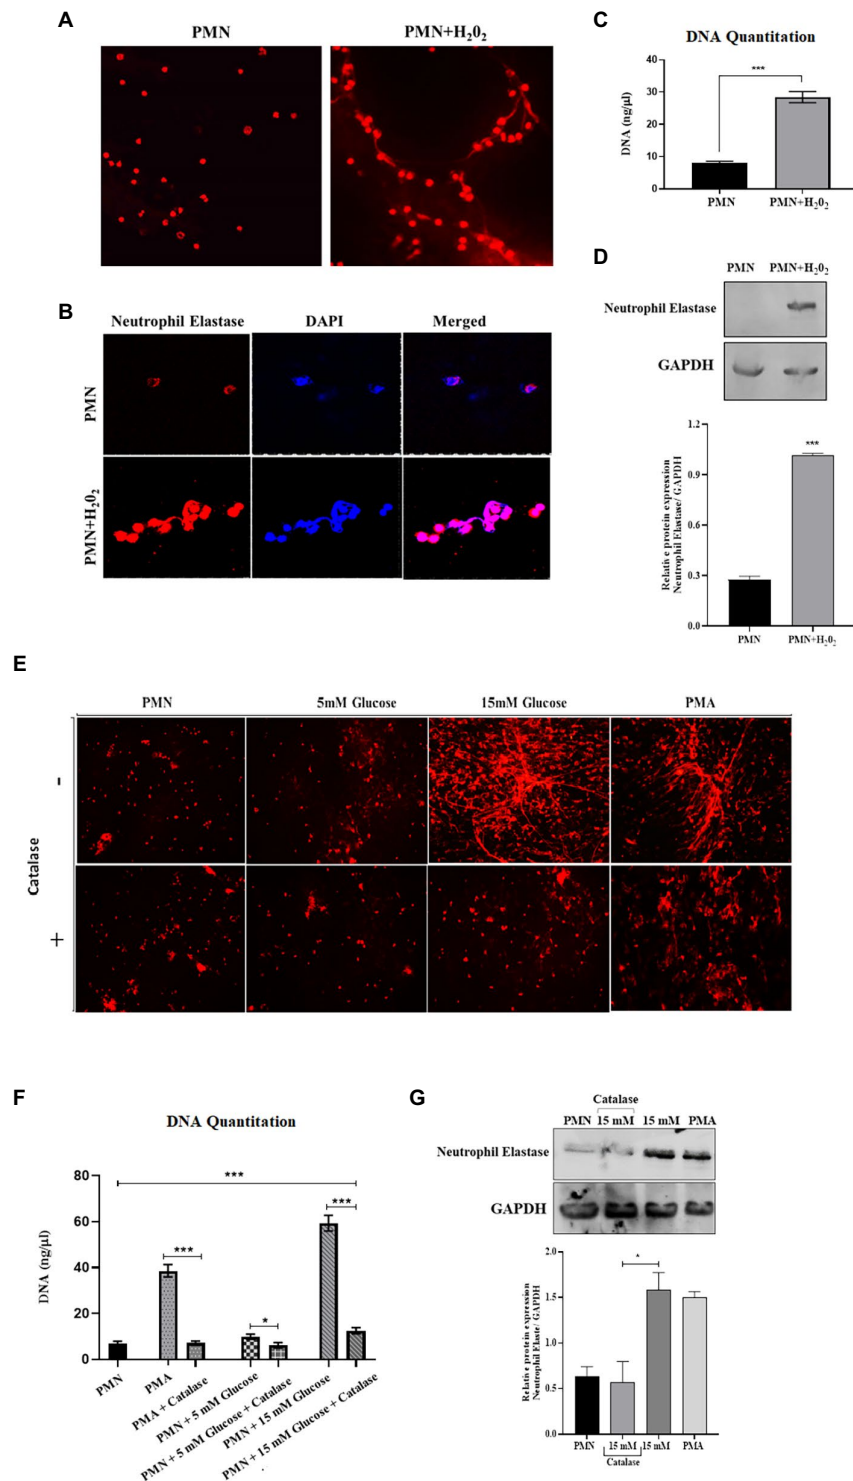 A
PMN
PMN+H₂0₂
B
Neutrophil Elastase
DAPI
Merged
PMN
PMN+H₂0₂
C
DNA Quantitation
***
DNA (ng/µl)
40
30
20
10
0
PMN
PMN+H₂0₂
D
PMN
PMN+H₂0₂
Neutrophil Elastase
GAPDH
Relative protein expression
Neutrophil Elastase/ GAPDH
1.2
0.9
0.6
0.3
0.0
***
PMN
PMN+H₂0₂
E
PMN
5mM Glucose
15mM Glucose
PMA
Catalase
-
+
F
DNA Quantitation
DNA (ng/µl)
80
60
40
20
0
***
***
*
***
PMN
PMA
PMA + Catalase
PMN + 5 mM Glucose
PMN + 5 mM Glucose + Catalase
PMN + 15 mM Glucose
PMN + 15 mM Glucose + Catalase
G
Catalase
PMN
15 mM
15 mM
PMA
Neutrophil Elastase
GAPDH
Relative protein expression
Neutrophil Elaste/ GAPDH
2.0
1.5
1.0
0.5
0.0
*
PMN
15 mM
15 mM
PMA
Catalase